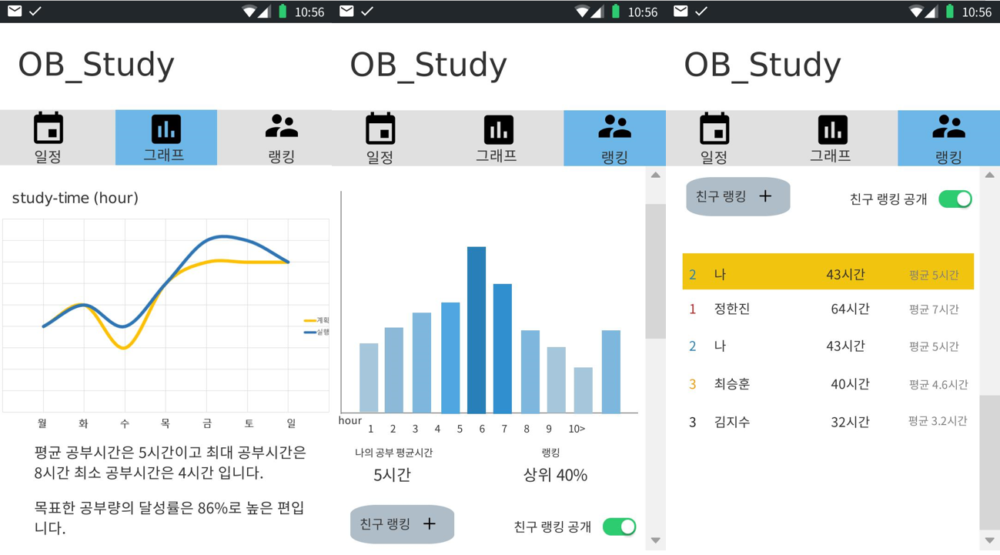 10:56
OB_Study
일정
그래프
랭킹
study-time (hour)
계획
실행
월 화 수 목 금 토 일
평균 공부시간은 5시간이고 최대 공부시간은
8시간 최소 공부시간은 4시간 입니다.
목표한 공부량의 달성률은 86%로 높은 편입
니다.
10:56
OB_Study
일정
그래프
랭킹
hour 1 2 3 4 5 6 7 8 9 10>
나의 공부 평균시간
랭킹
5시간
상위 40%
친구 랭킹 +
친구 랭킹 공개
10:56
OB_Study
일정
그래프
랭킹
친구 랭킹 +
친구 랭킹 공개
2 나 43시간 평균 5시간
1 정한진 64시간 평균 7시간
2 나 43시간 평균 5시간
3 최승훈 40시간 평균 4.6시간
3 김지수 32시간 평균 3.2시간